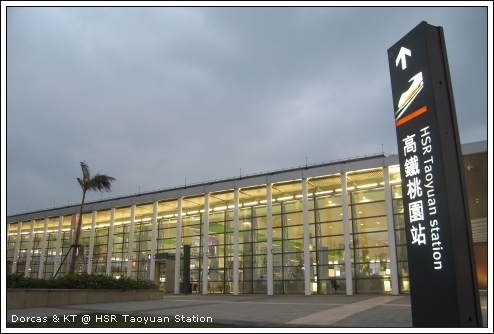 高鐵桃園站
HSR Taoyuan station
Dorcas & KT @ HSR Taoyuan Station